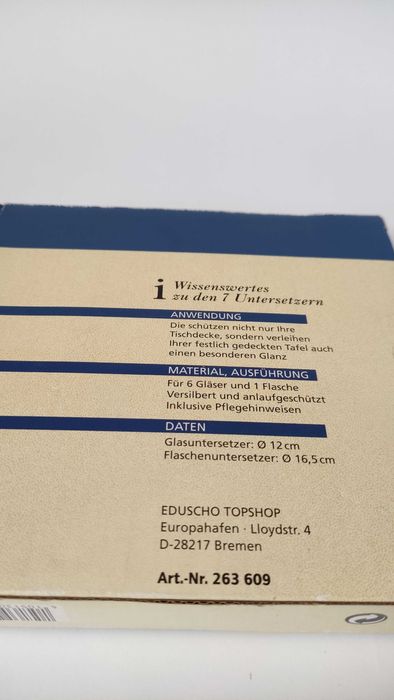 i Wissenswertes
zu den 7 Untersetzern
ANWENDUNG
Die schützen nicht nur Ihre
Tischdecke, sondern verleihen
Ihrer festlich gedeckten Tafel auch
einen besonderen Glanz
MATERIAL, AUSFÜHRUNG
Für 6 Gläser und 1 Flasche
Versilbert und anlaufgeschützt
Inklusive Pflegehinweisen
DATEN
Glasuntersetzer: Ø 12 cm
Flaschenuntersetzer: Ø 16,5 cm
EDUSCHO TOPSHOP
Europahafen · Lloydstr. 4
D-28217 Bremen
Art.-Nr. 263 609